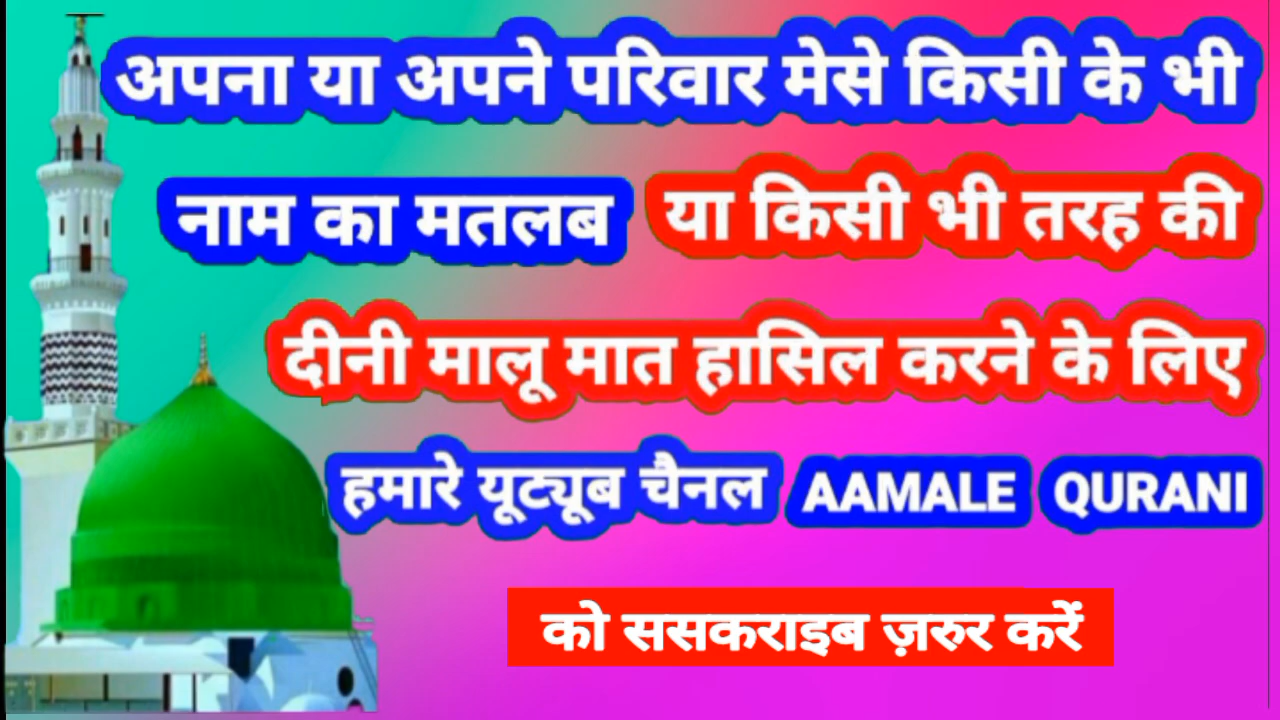 अपना या अपने परिवार मेसे किसी के भी
नाम का मतलब या किसी भी तरह की
दीनी मालू मात हासिल करने के लिए
हमारे यूट्यूब चैनल AAMALE QURANI
को ससकराइब ज़रुर करें